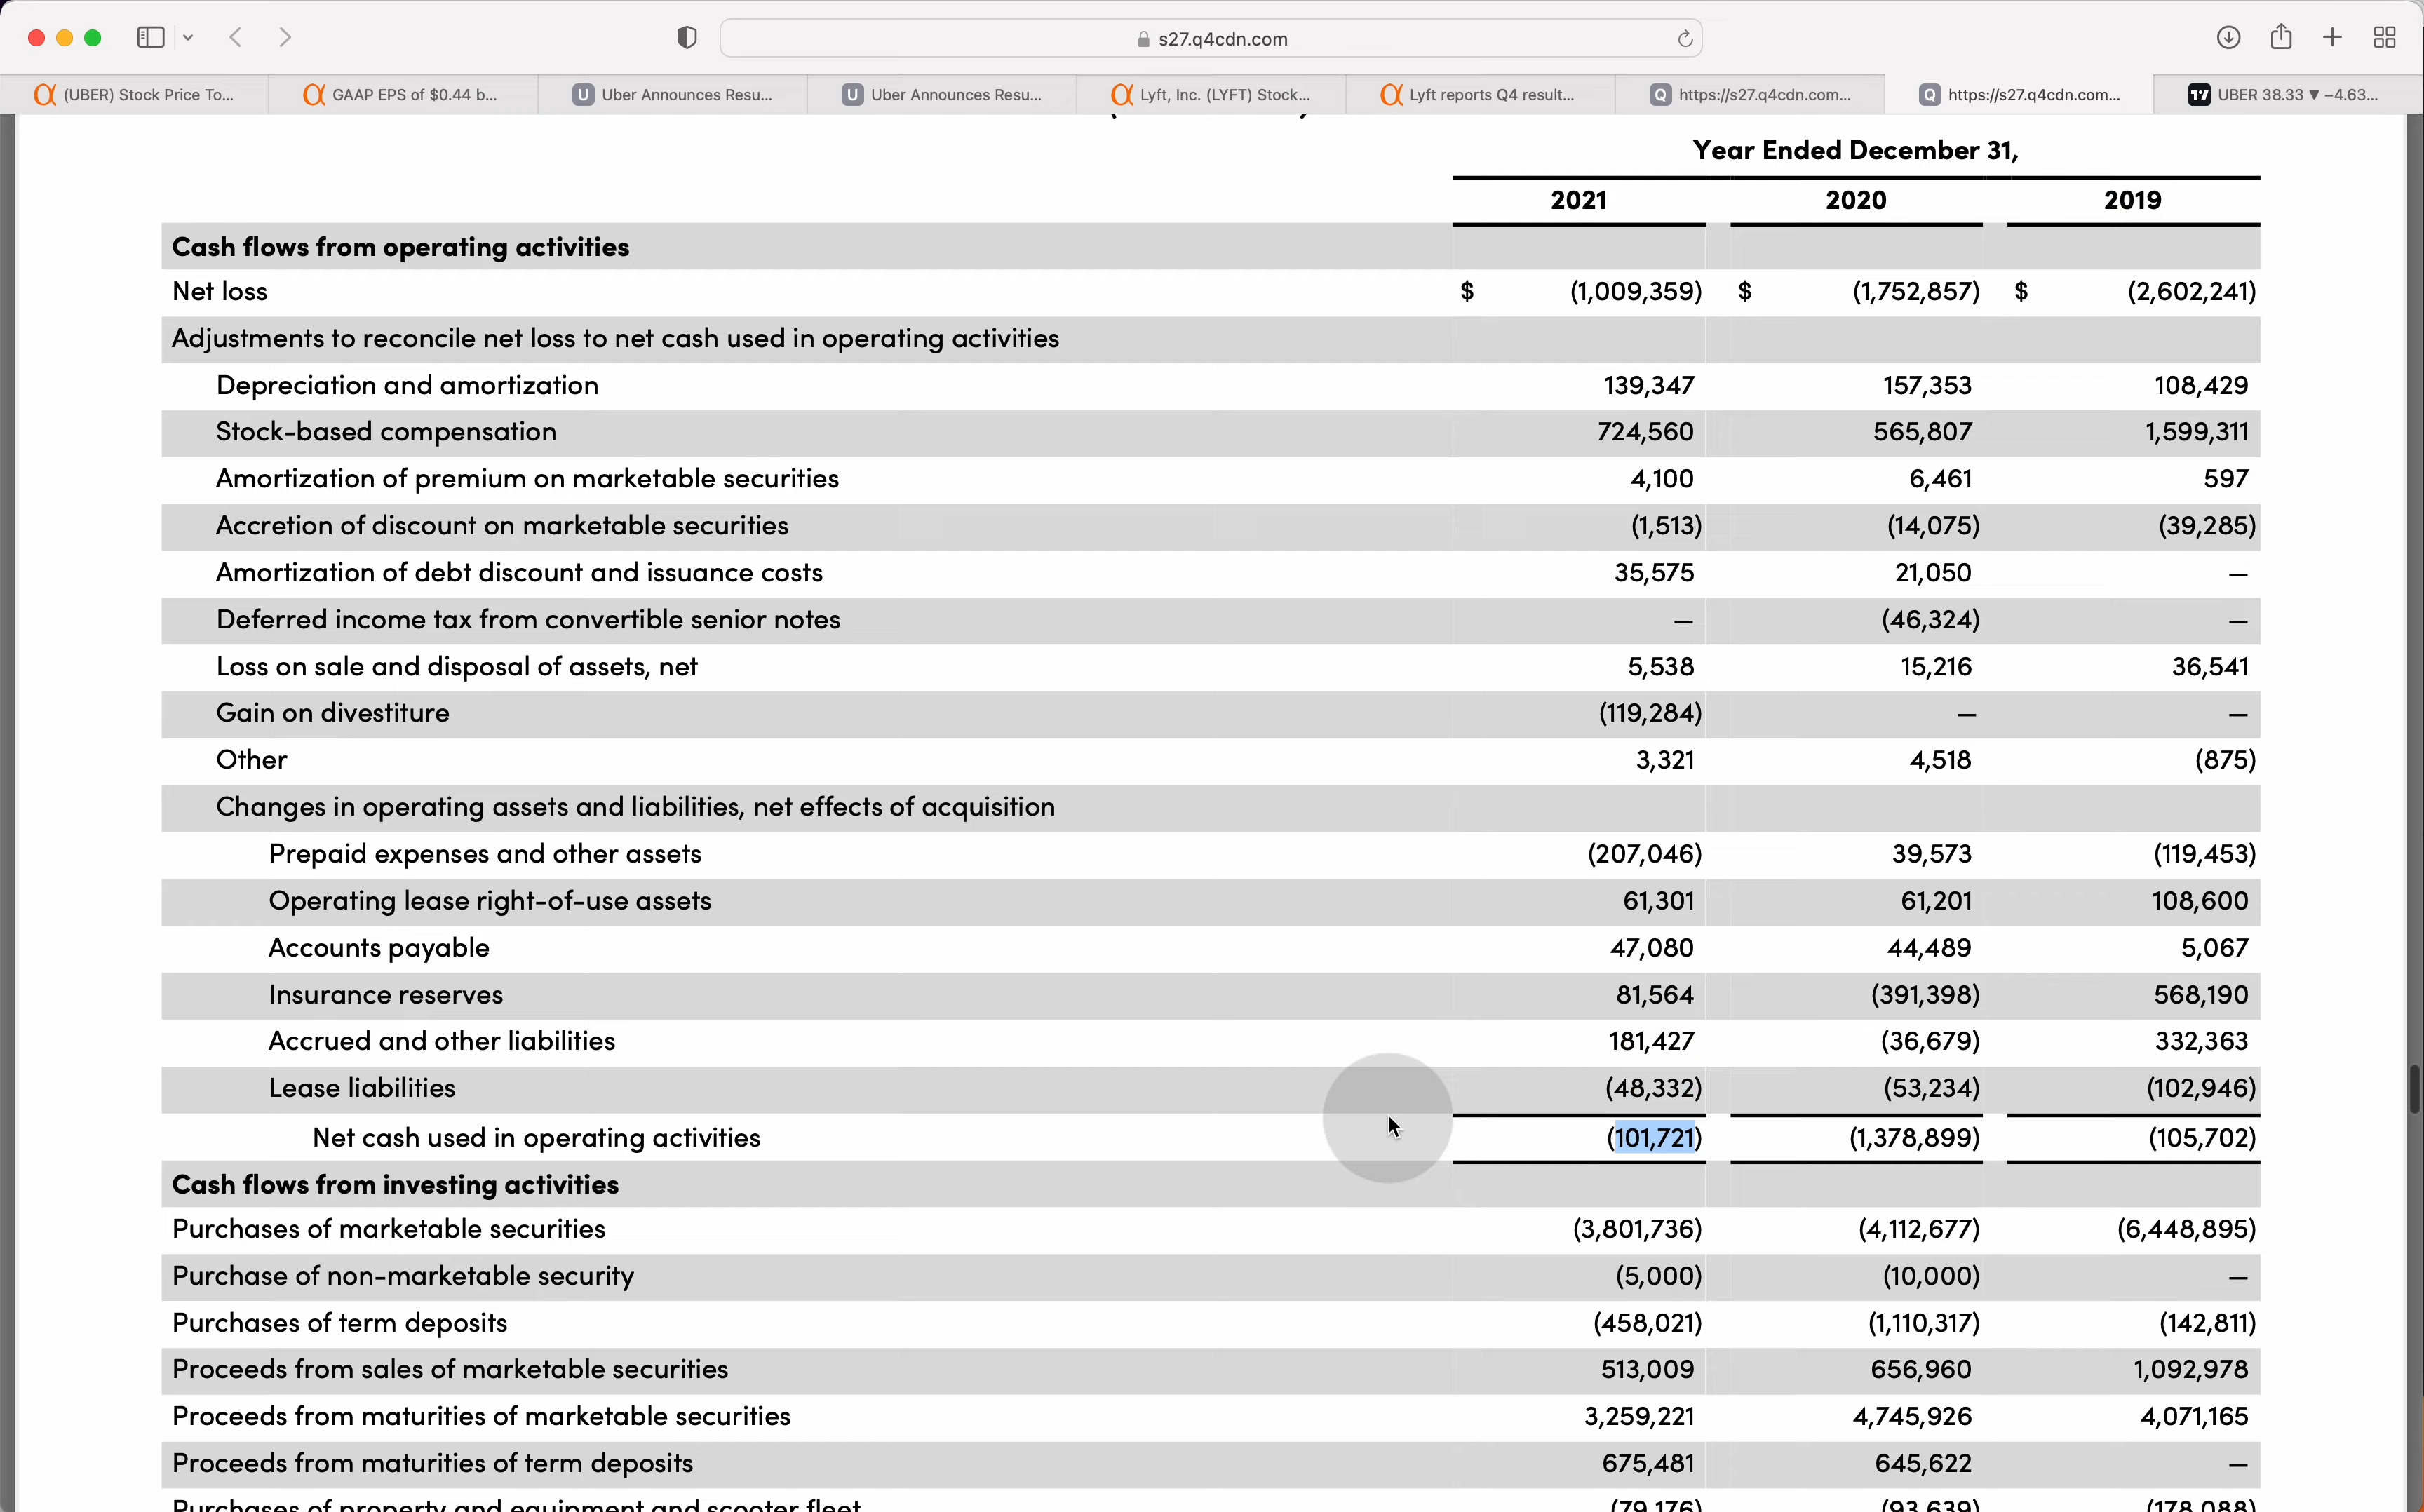 s27.q4cdn.com
(UBER) Stock Price To...
GAAP EPS of $0.44 b...
U Uber Announces Resu...
U Uber Announces Resu...
Lyft, Inc. (LYFT) Stock...
Lyft reports Q4 result...
Q https://s27.q4cdn.com...
Q https://s27.q4cdn.com...
UBER 38.33 ▼ −4.63...
Year Ended December 31,
2021 2020 2019
Cash flows from operating activities
Net loss $ (1,009,359) $ (1,752,857) $ (2,602,241)
Adjustments to reconcile net loss to net cash used in operating activities
Depreciation and amortization 139,347 157,353 108,429
Stock-based compensation 724,560 565,807 1,599,311
Amortization of premium on marketable securities 4,100 6,461 597
Accretion of discount on marketable securities (1,513) (14,075) (39,285)
Amortization of debt discount and issuance costs 35,575 21,050 —
Deferred income tax from convertible senior notes — (46,324) —
Loss on sale and disposal of assets, net 5,538 15,216 36,541
Gain on divestiture (119,284) — —
Other 3,321 4,518 (875)
Changes in operating assets and liabilities, net effects of acquisition
Prepaid expenses and other assets (207,046) 39,573 (119,453)
Operating lease right-of-use assets 61,301 61,201 108,600
Accounts payable 47,080 44,489 5,067
Insurance reserves 81,564 (391,398) 568,190
Accrued and other liabilities 181,427 (36,679) 332,363
Lease liabilities (48,332) (53,234) (102,946)
Net cash used in operating activities (101,721) (1,378,899) (105,702)
Cash flows from investing activities
Purchases of marketable securities (3,801,736) (4,112,677) (6,448,895)
Purchase of non-marketable security (5,000) (10,000) —
Purchases of term deposits (458,021) (1,110,317) (142,811)
Proceeds from sales of marketable securities 513,009 656,960 1,092,978
Proceeds from maturities of marketable securities 3,259,221 4,745,926 4,071,165
Proceeds from maturities of term deposits 675,481 645,622 —
Purchases of property and equipment and scooter fleet (79,176) (93,639) (178,088)